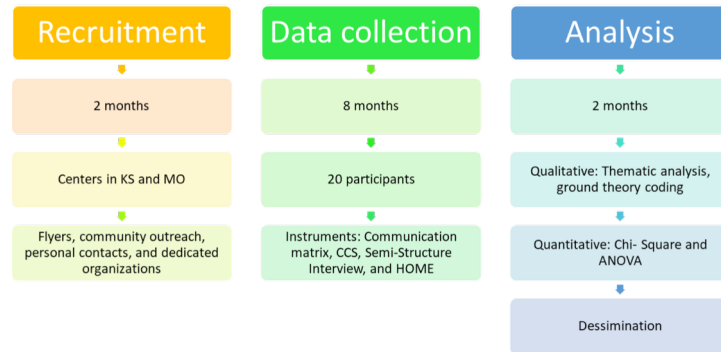 Recruitment
2 months
Centers in KS and MO
Flyers, community outreach,
personal contacts, and dedicated
organizations
Data collection
8 months
20 participants
Instruments: Communication
matrix, CCS, Semi-Structure
Interview, and HOME
Analysis
2 months
Qualitative: Thematic analysis,
ground theory coding
Quantitative: Chi- Square and
ANOVA
Dessimination